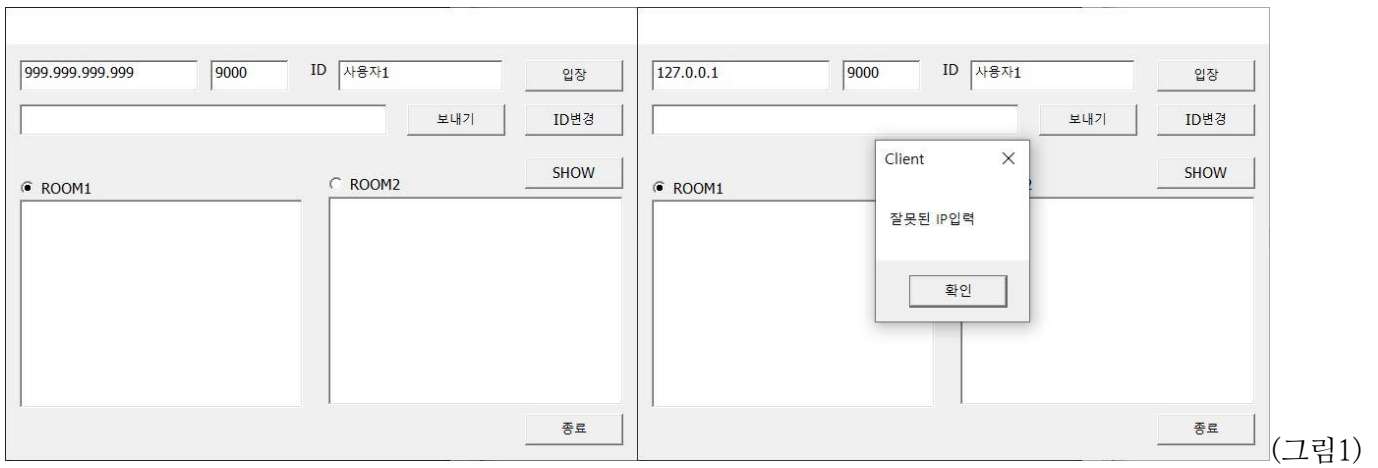 999.999.999.999 9000 ID 사용자1 입장
보내기 ID변경
SHOW
ROOM1 ROOM2
종료
127.0.0.1 9000 ID 사용자1 입장
보내기 ID변경
Client
SHOW
ROOM1
잘못된 IP입력
확인
종료
(그림1)